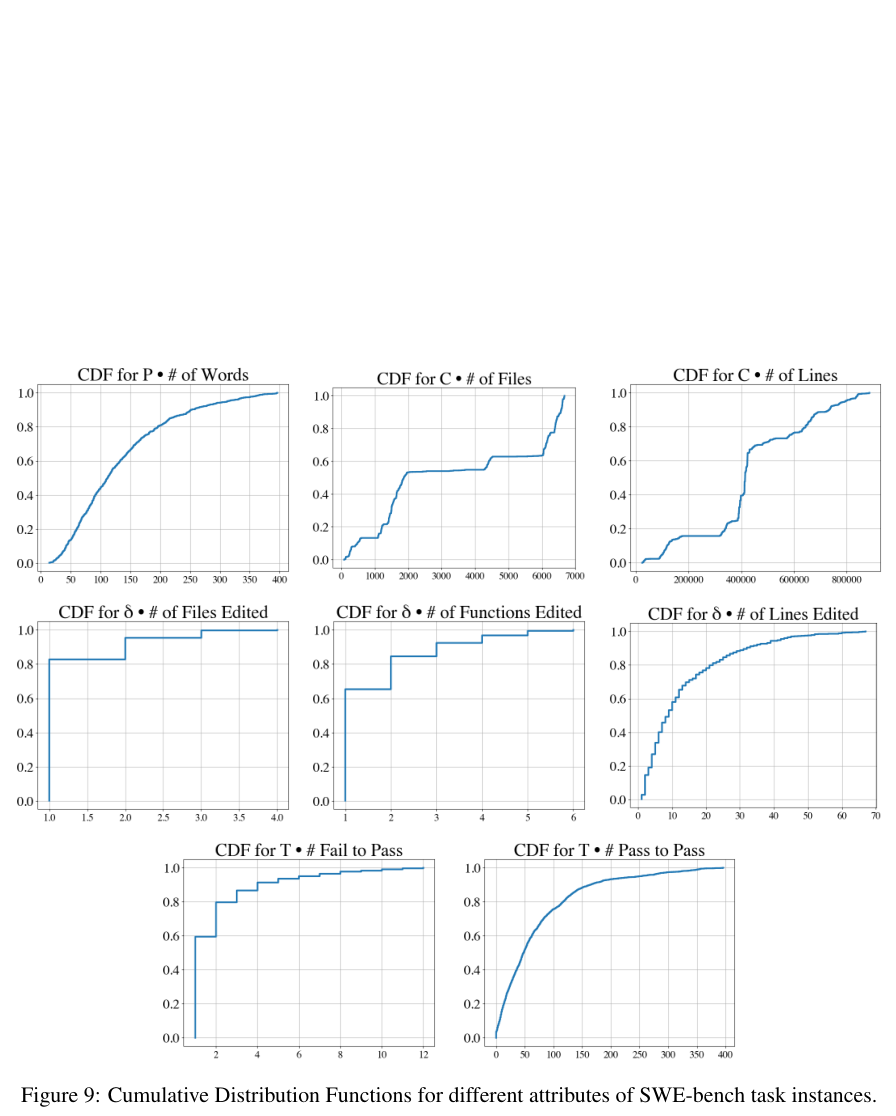 CDF for P • # of Words
1.0
0.8
0.6
0.4
0.2
0.0
0 50 100 150 200 250 300 350 400
CDF for C • # of Files
1.0
0.8
0.6
0.4
0.2
0.0
0 1000 2000 3000 4000 5000 6000 7000
CDF for C • # of Lines
1.0
0.8
0.6
0.4
0.2
0.0
0 200000 400000 600000 800000
CDF for δ • # of Files Edited
1.0
0.8
0.6
0.4
0.2
0.0
1.0 1.5 2.0 2.5 3.0 3.5 4.0
CDF for δ • # of Functions Edited
1.0
0.8
0.6
0.4
0.2
0.0
1 2 3 4 5 6
CDF for δ • # of Lines Edited
1.0
0.8
0.6
0.4
0.2
0.0
0 10 20 30 40 50 60 70
CDF for T • # Fail to Pass
1.0
0.8
0.6
0.4
0.2
0.0
2 4 6 8 10 12
CDF for T • # Pass to Pass
1.0
0.8
0.6
0.4
0.2
0.0
0 50 100 150 200 250 300 350 400
Figure 9: Cumulative Distribution Functions for different attributes of SWE-bench task instances.